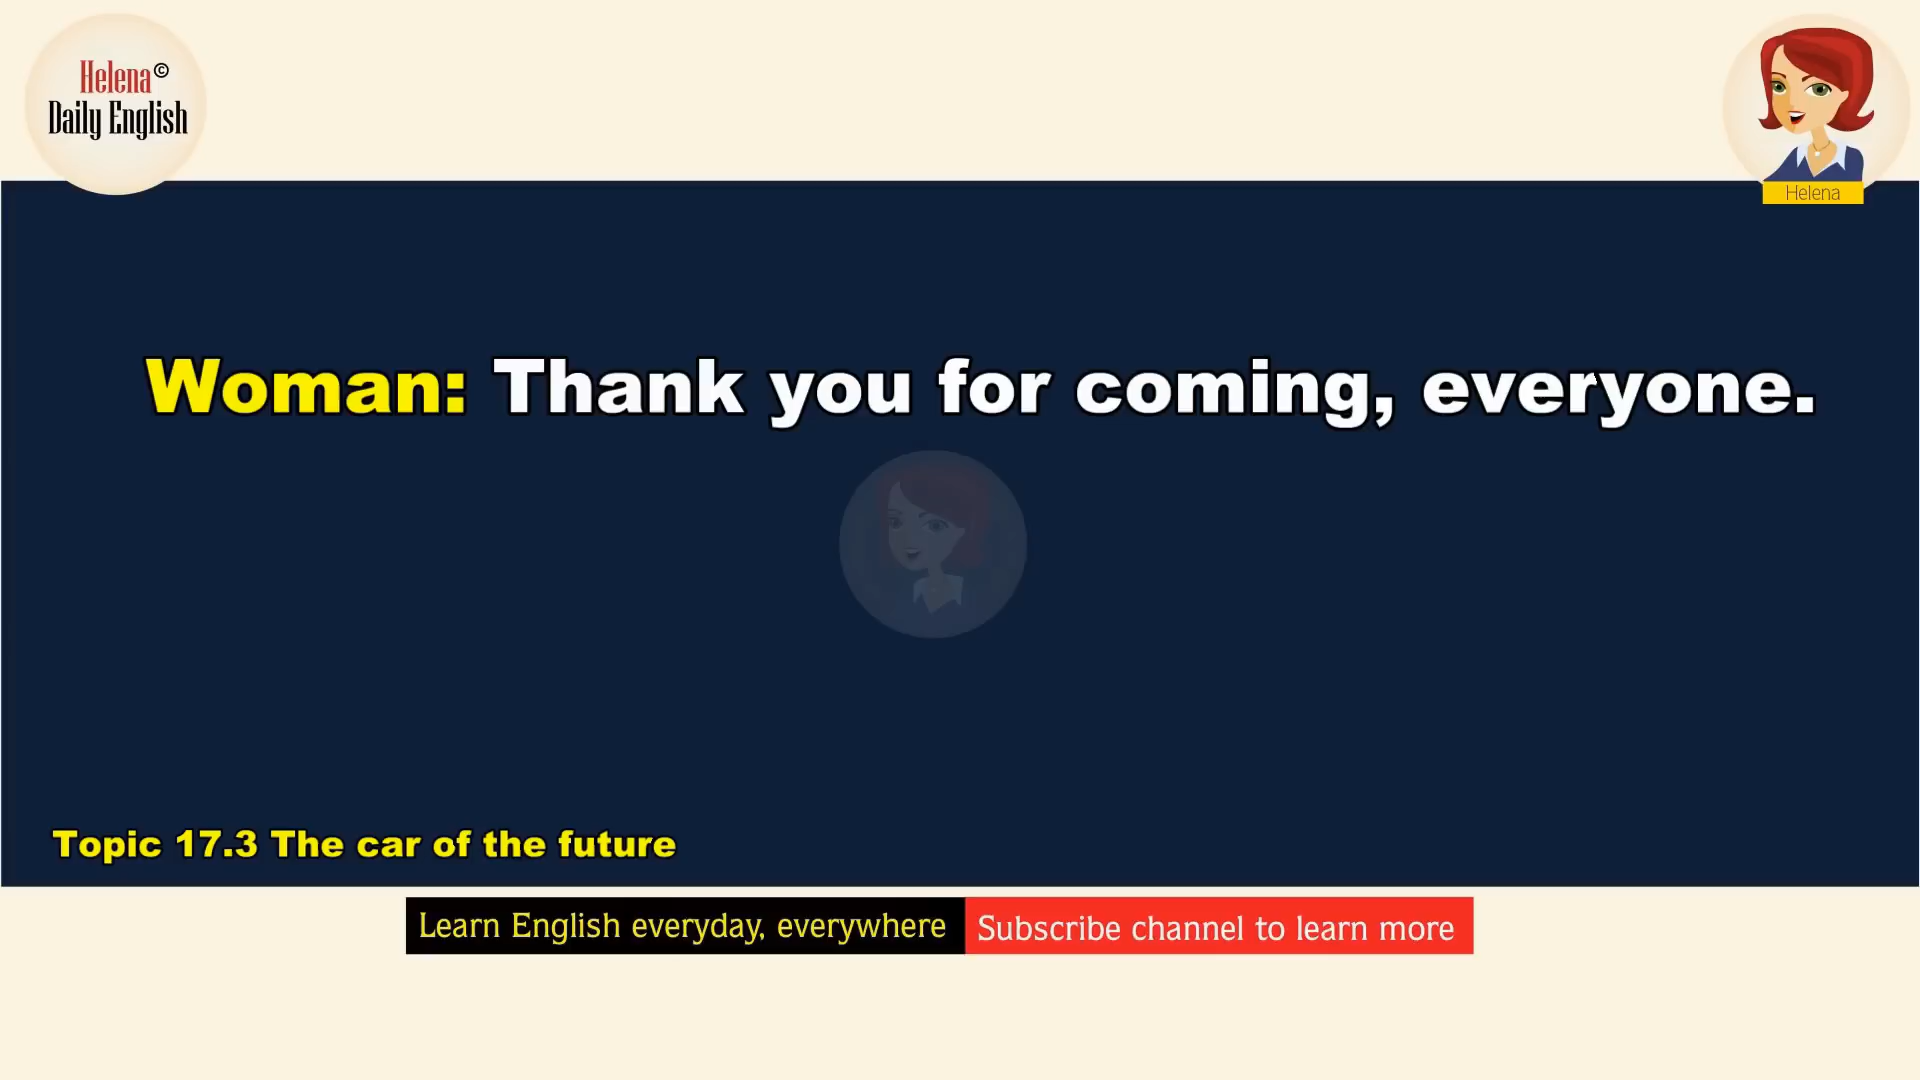 Helena©
Daily English
Helena
Woman: Thank you for coming, everyone.
Topic 17.3 The car of the future
Learn English everyday, everywhere
Subscribe channel to learn more